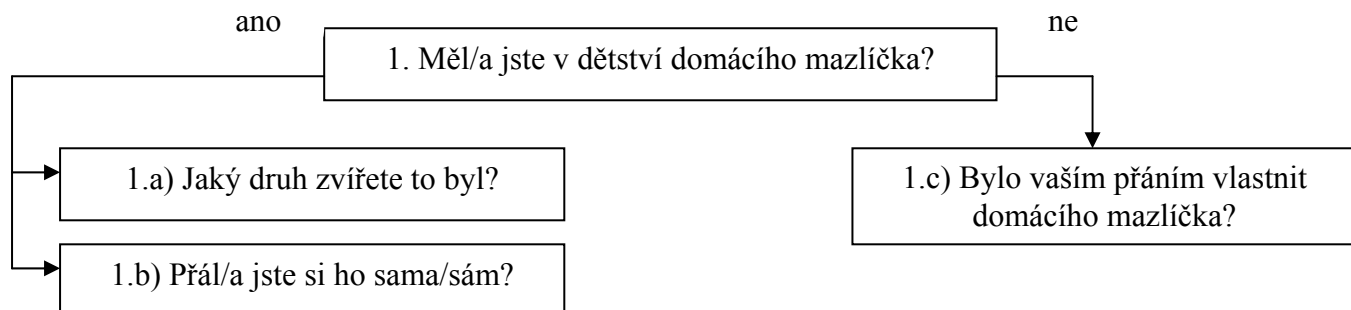 ano
ne
1. Měl/a jste v dětství domácího mazlíčka?
1.a) Jaký druh zvířete to byl?
1.c) Bylo vaším přáním vlastnit
domácího mazlíčka?
1.b) Přál/a jste si ho sama/sám?